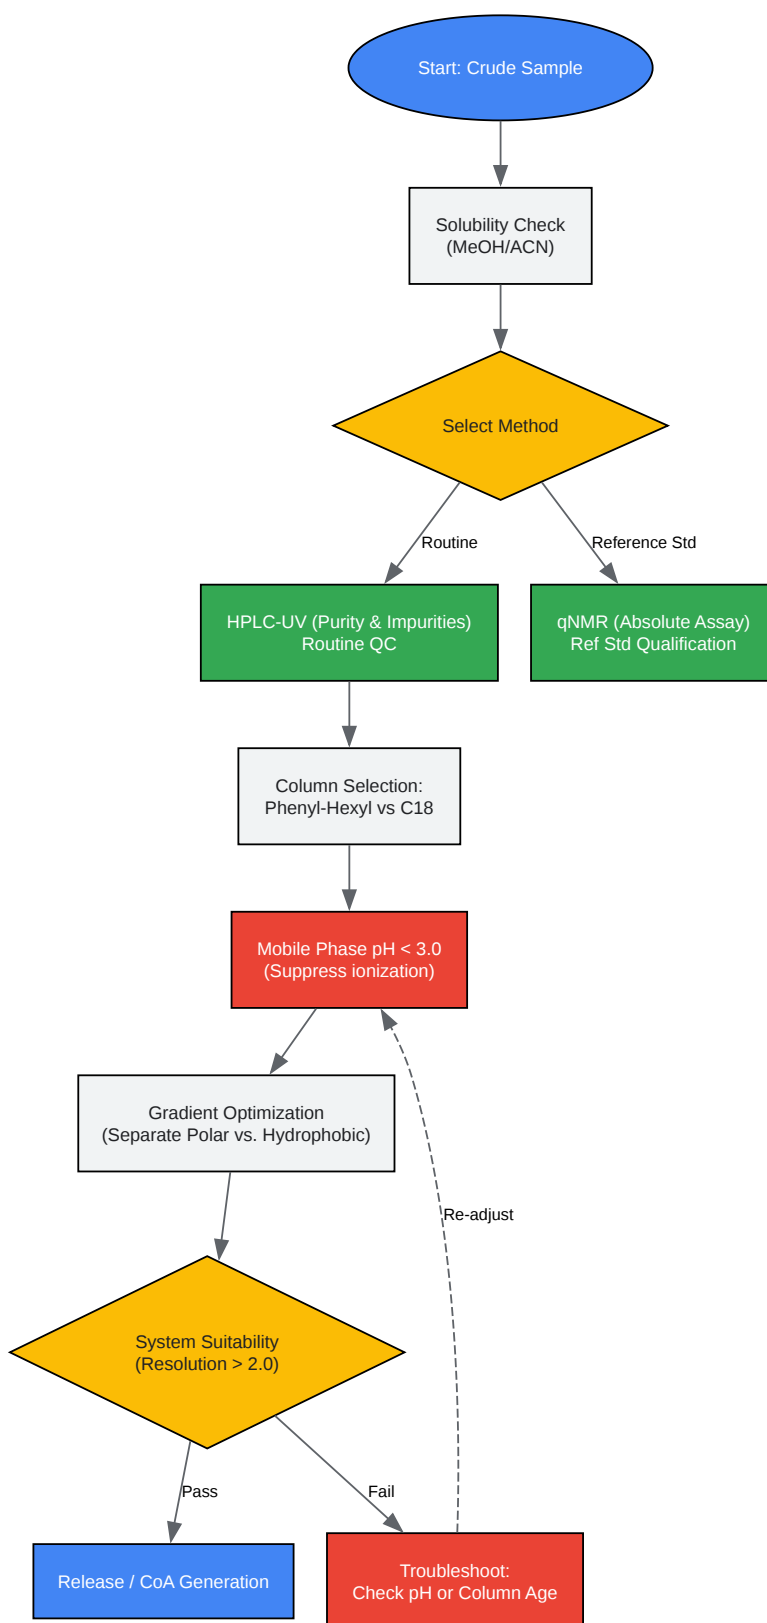 Start: Crude Sample
Solubility Check
(MeOH/ACN)
Select Method
Routine
Reference Std
HPLC-UV (Purity & Impurities)
Routine QC
qNMR (Absolute Assay)
Ref Std Qualification
Column Selection:
Phenyl-Hexyl vs C18
Mobile Phase pH < 3.0
(Suppress ionization)
Gradient Optimization
(Separate Polar vs. Hydrophobic)
Re-adjust
System Suitability
(Resolution > 2.0)
Pass
Fail
Release / CoA Generation
Troubleshoot:
Check pH or Column Age